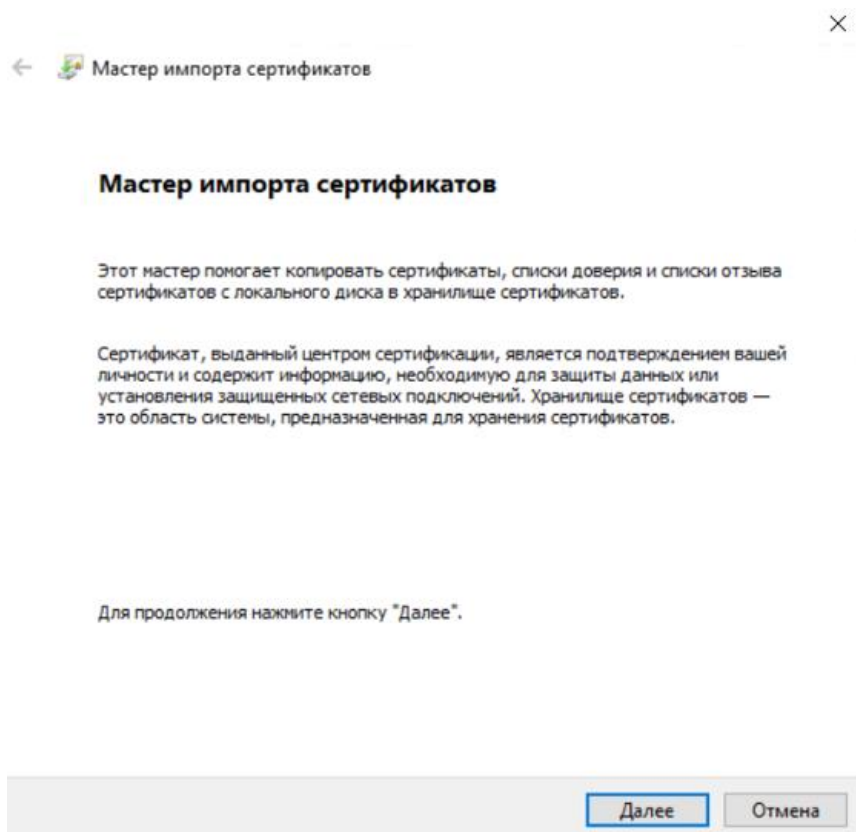 Мастер импорта сертификатов
Мастер импорта сертификатов
Этот мастер помогает копировать сертификаты, списки доверия и списки отзыва
сертификатов с локального диска в хранилище сертификатов.
Сертификат, выданный центром сертификации, является подтверждением вашей
личности и содержит информацию, необходимую для защиты данных или
установления защищенных сетевых подключений. Хранилище сертификатов —
это область системы, предназначенная для хранения сертификатов.
Для продолжения нажмите кнопку "Далее".
Далее
Отмена